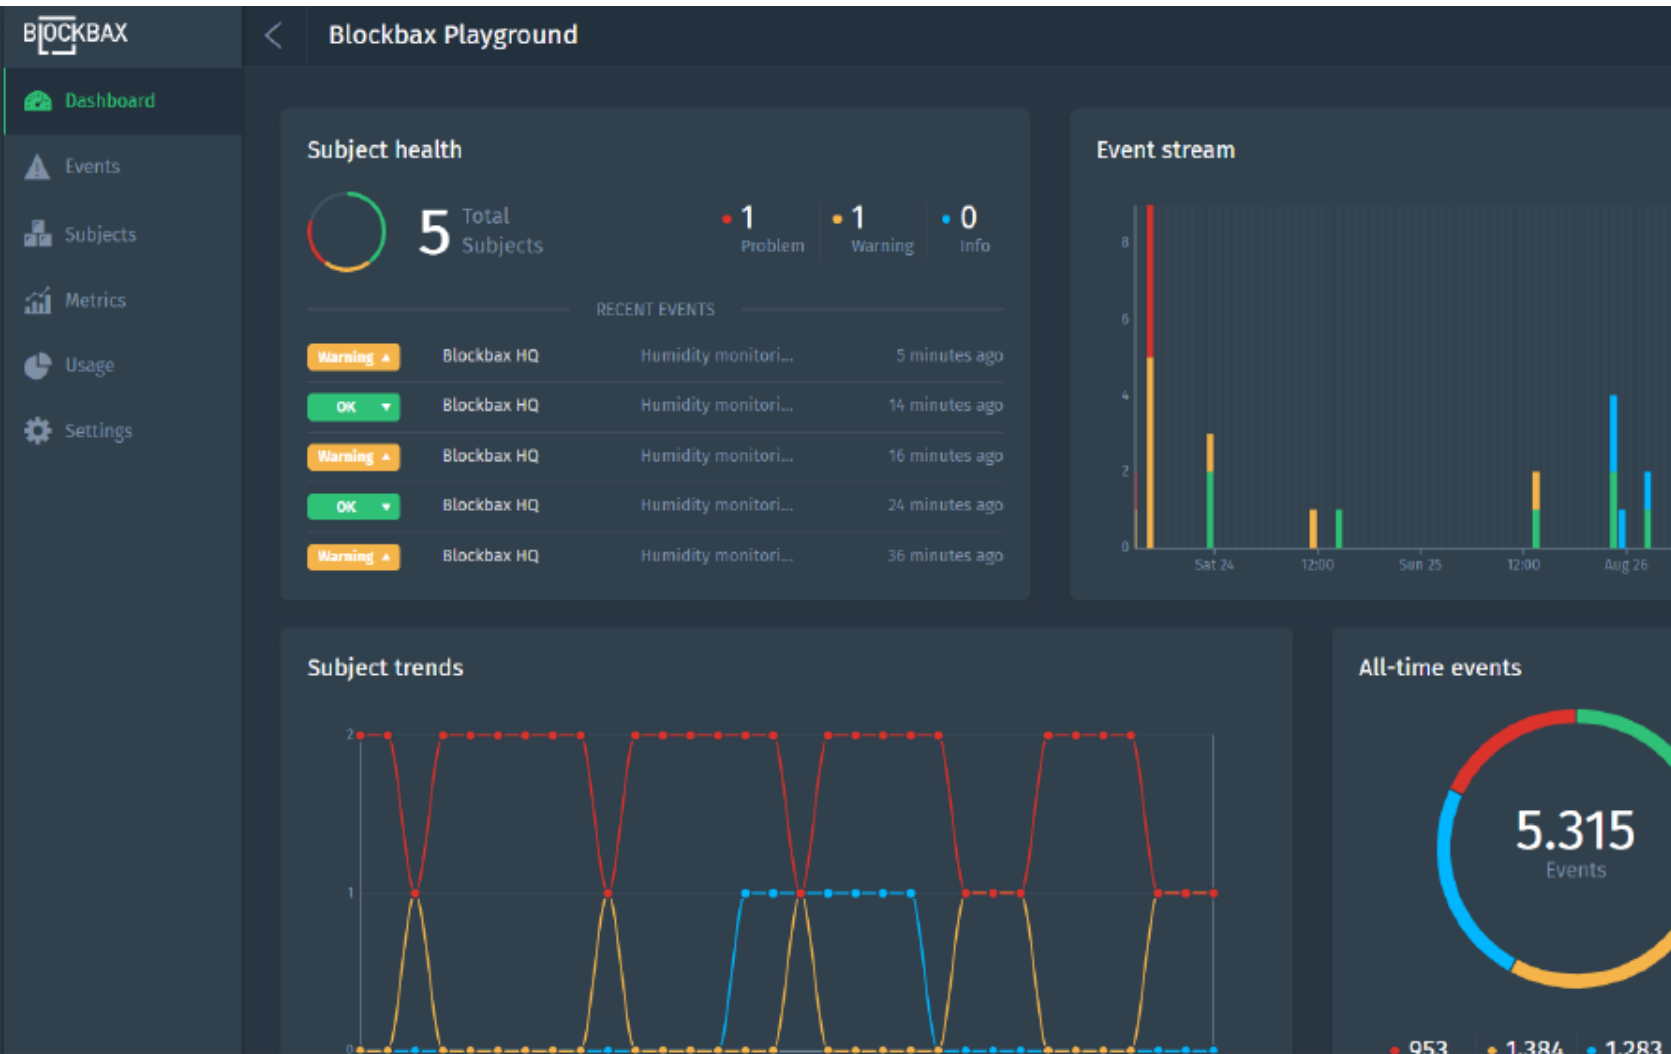 BLOCKBAX
Blockbax Playground
Dashboard
Events
Subjects
Metrics
Usage
Settings
Subject health
5 Total Subjects
1 Problem
1 Warning
0 Info
RECENT EVENTS
Warning Blockbax HQ Humidity monitori... 5 minutes ago
OK Blockbax HQ Humidity monitori... 14 minutes ago
Warning Blockbax HQ Humidity monitori... 16 minutes ago
OK Blockbax HQ Humidity monitori... 24 minutes ago
Warning Blockbax HQ Humidity monitori... 36 minutes ago
Event stream
8
6
4
2
0
Sat 24 12:00 Sun 25 12:00 Aug 26
Subject trends
2
1
0
All-time events
5.315
Events
953 1.384 1.283